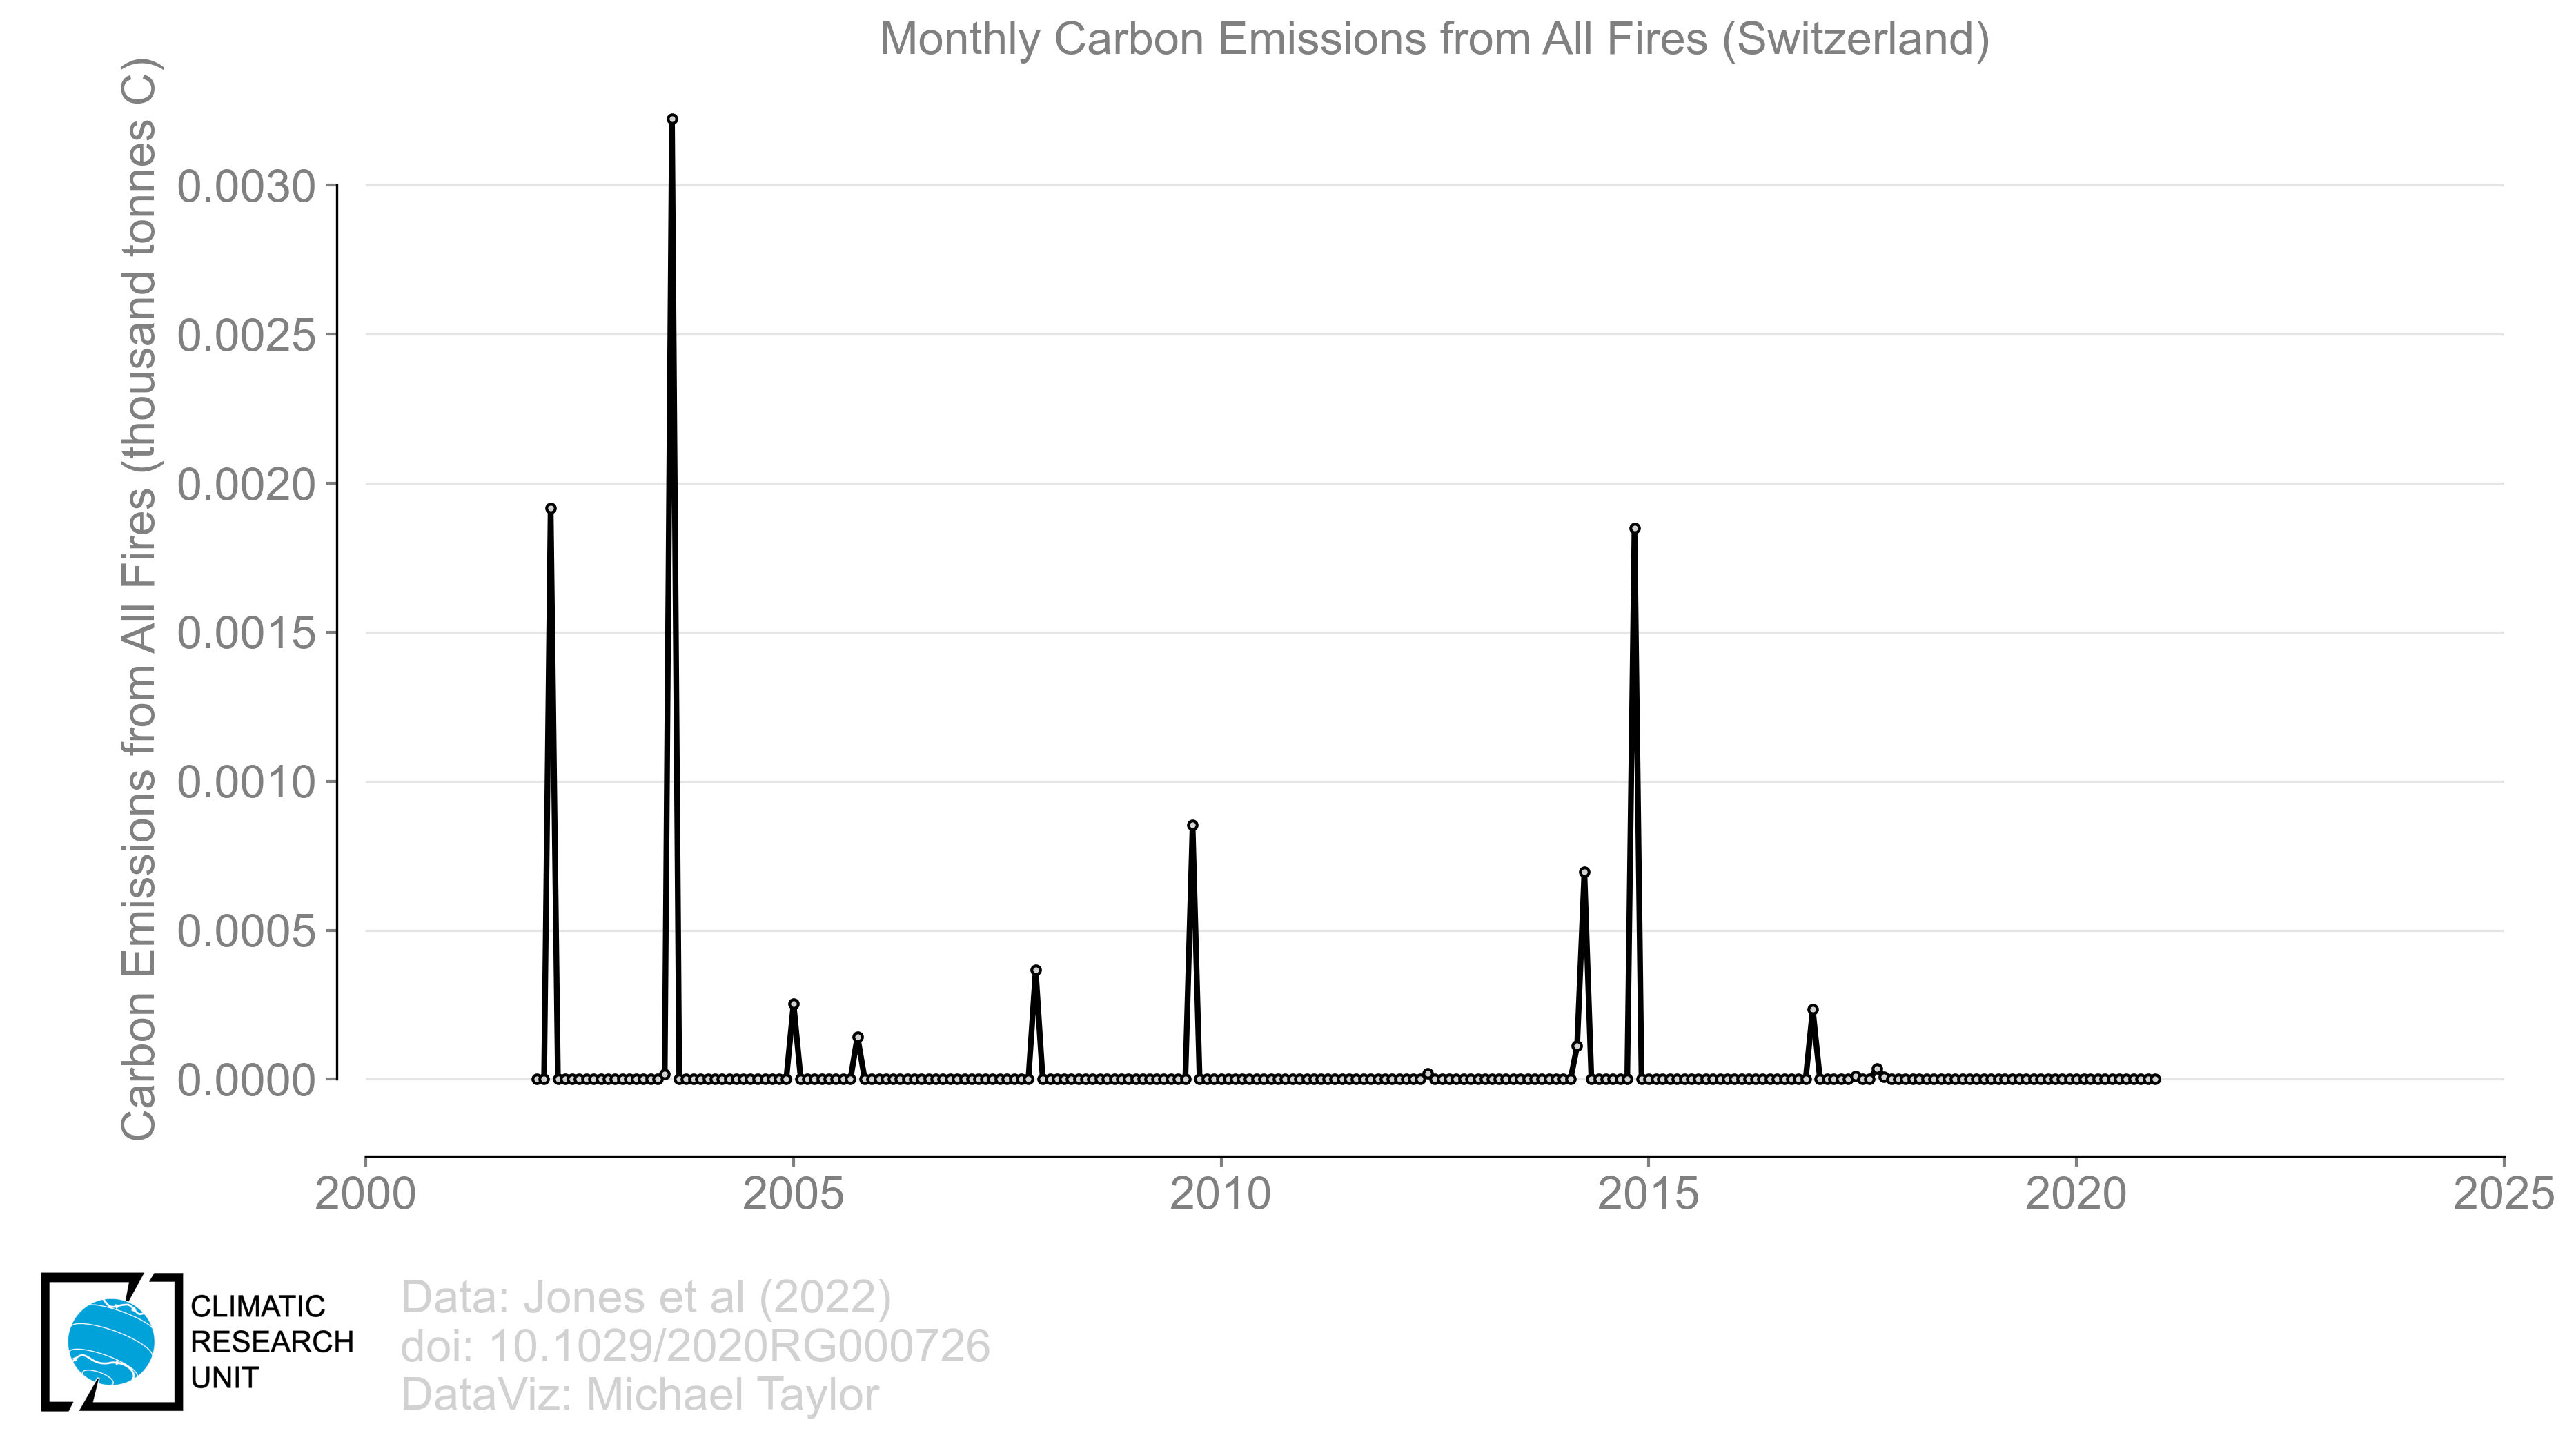 Monthly Carbon Emissions from All Fires (Switzerland)
Carbon Emissions from All Fires (thousand tonnes C)
0.0030
0.0025
0.0020
0.0015
0.0010
0.0005
0.0000
2000
2005
2010
2015
2020
2025
CLIMATIC
RESEARCH
UNIT
Data: Jones et al (2022)
doi: 10.1029/2020RG000726
DataViz: Michael Taylor